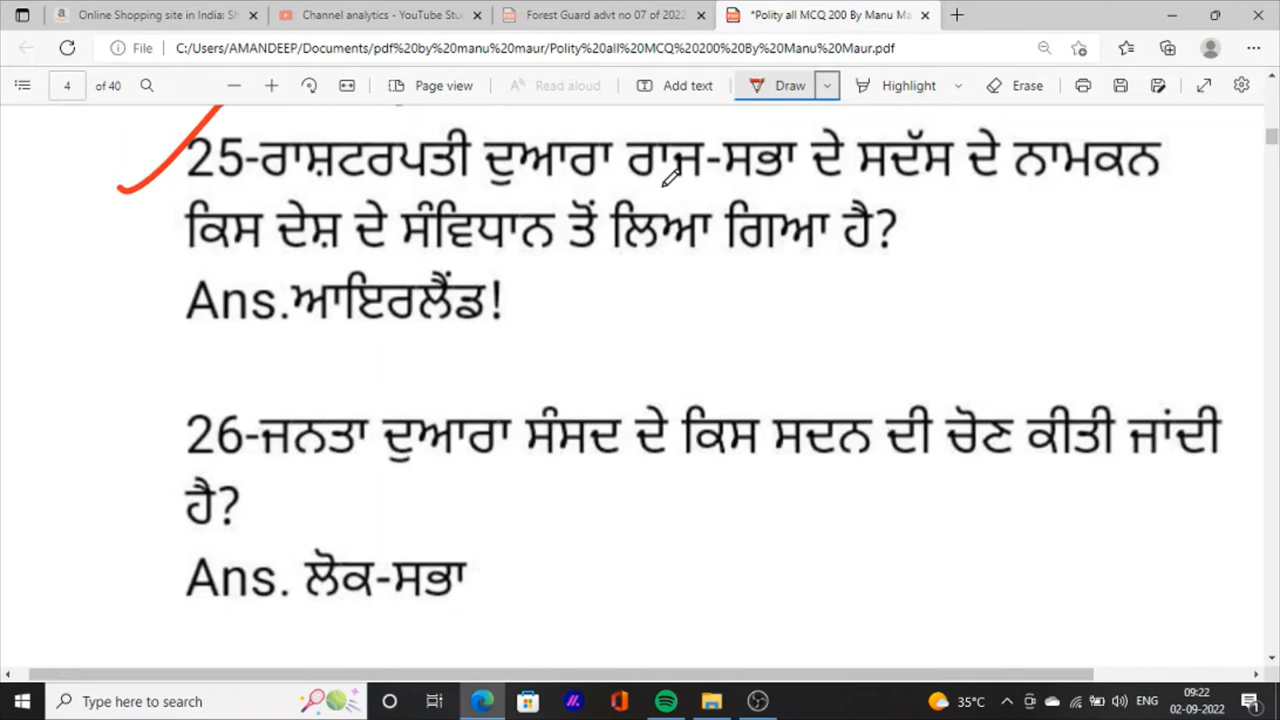 Online Shopping site in India: Sh
Channel analytics - YouTube Stu
Forest Guard advt no 07 of 2022
*Polity all MCQ 200 By Manu Ma
File
C:/Users/AMANDEEP/Documents/pdf%20by%20manu%20maur/Polity%20all%20MCQ%20200%20By%20Manu%20Maur.pdf
4 of 40
Page view
Read aloud
Add text
Draw
Highlight
Erase
25-ਰਾਸ਼ਟਰਪਤੀ ਦੁਆਰਾ ਰਾਜ-ਸਭਾ ਦੇ ਸਦੱਸ ਦੇ ਨਾਮਕਨ
ਕਿਸ ਦੇਸ਼ ਦੇ ਸੰਵਿਧਾਨ ਤੋਂ ਲਿਆ ਗਿਆ ਹੈ?
Ans.ਆਇਰਲੈਂਡ!
26-ਜਨਤਾ ਦੁਆਰਾ ਸੰਸਦ ਦੇ ਕਿਸ ਸਦਨ ਦੀ ਚੋਣ ਕੀਤੀ ਜਾਂਦੀ
ਹੈ?
Ans. ਲੋਕ-ਸਭਾ
Type here to search
35°C
ENG
09:22
02-09-2022
1